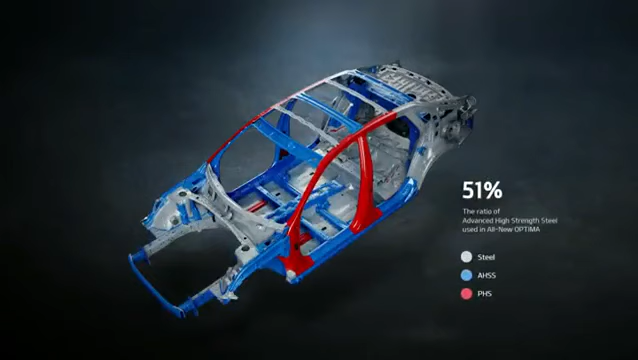 51%
The ratio of
Advanced High Strength Steel
used in All-New OPTIMA
Steel
AHSS
PHS